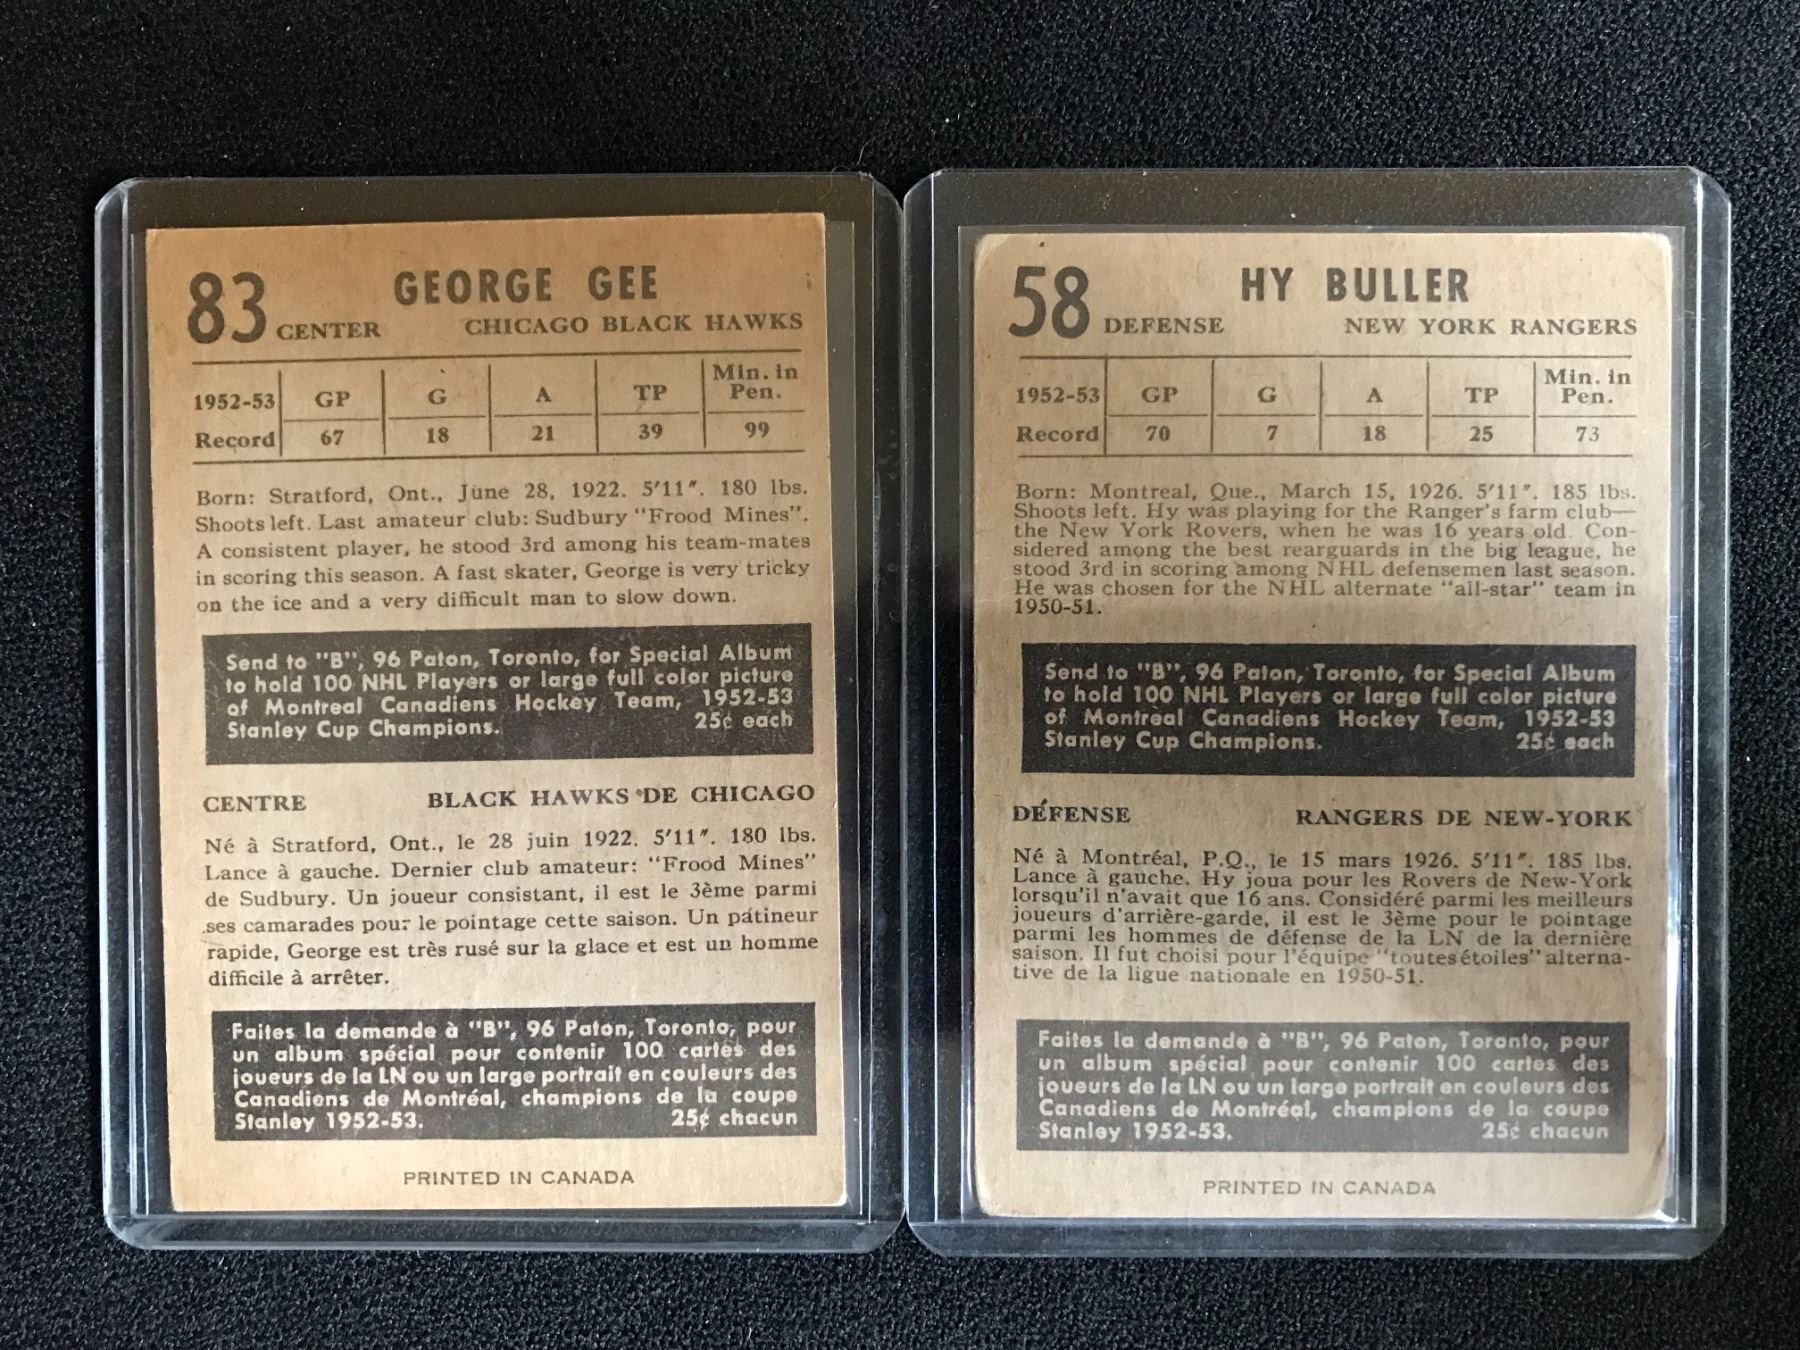 83 GEORGE GEE
CENTER CHICAGO BLACK HAWKS
1952-53 GP G A TP Min. in Pen.
Record 67 18 21 39 99
Born: Stratford, Ont., June 28, 1922. 5'11". 180 lbs.
Shoots left. Last amateur club: Sudbury "Frood Mines".
A consistent player, he stood 3rd among his team-mates
in scoring this season. A fast skater, George is very tricky
on the ice and a very difficult man to slow down.
Send to "B", 96 Paton, Toronto, for Special Album
to hold 100 NHL Players or large full color picture
of Montreal Canadiens Hockey Team, 1952-53
Stanley Cup Champions. 25¢ each
CENTRE BLACK HAWKS DE CHICAGO
Né à Stratford, Ont., le 28 juin 1922. 5'11". 180 lbs.
Lance à gauche. Dernier club amateur: "Frood Mines"
de Sudbury. Un joueur consistant, il est le 3ème parmi
ses camarades pour le pointage cette saison. Un patineur
rapide, George est très rusé sur la glace et est un homme
difficile à arrêter.
Faites la demande à "B", 96 Paton, Toronto, pour
un album spécial pour contenir 100 cartes des
joueurs de la LN ou un large portrait en couleurs des
Canadiens de Montréal, champions de la coupe
Stanley 1952-53. 25¢ chacun
PRINTED IN CANADA
58 HY BULLER
DEFENSE NEW YORK RANGERS
1952-53 GP G A TP Min. in Pen.
Record 70 7 18 25 73
Born: Montreal, Que., March 15, 1926. 5'11". 185 lbs.
Shoots left. Hy was playing for the Ranger's farm club—
the New York Rovers, when he was 16 years old. Con-
sidered among the best rearguards in the big league, he
stood 3rd in scoring among NHL defensemen last season.
He was chosen for the NHL alternate "all-star" team in
1950-51.
Send to "B", 96 Paton, Toronto, for Special Album
to hold 100 NHL Players or large full color picture
of Montreal Canadiens Hockey Team, 1952-53
Stanley Cup Champions. 25¢ each
DÉFENSE RANGERS DE NEW-YORK
Né à Montréal, P.Q., le 15 mars 1926. 5'11". 185 lbs.
Lance à gauche. Hy joua pour les Rovers de New-York
lorsqu'il n'avait que 16 ans. Considéré parmi les meilleurs
joueurs d'arrière-garde, il est le 3ème pour le pointage
parmi les hommes de défense de la LN de la dernière
saison. Il fut choisi pour l'équipe "toutes étoiles" alterna-
tive de la ligue nationale en 1950-51.
Faites la demande à "B", 96 Paton, Toronto, pour
un album spécial pour contenir 100 cartes des
joueurs de la LN ou un large portrait en couleurs des
Canadiens de Montréal, champions de la coupe
Stanley 1952-53. 25¢ chacun
PRINTED IN CANADA